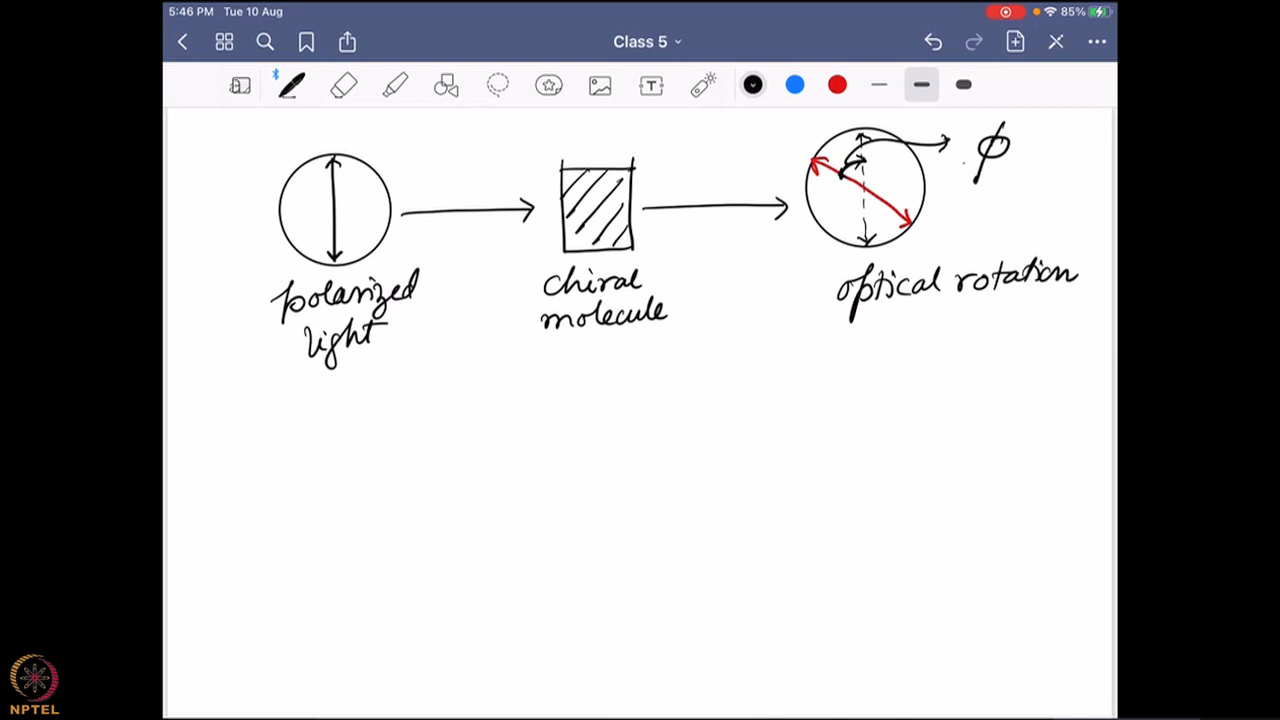 5:46 PM Tue 10 Aug
85%
Class 5
T
ϕ
polarized
light
chiral
molecule
optical rotation
NPTEL